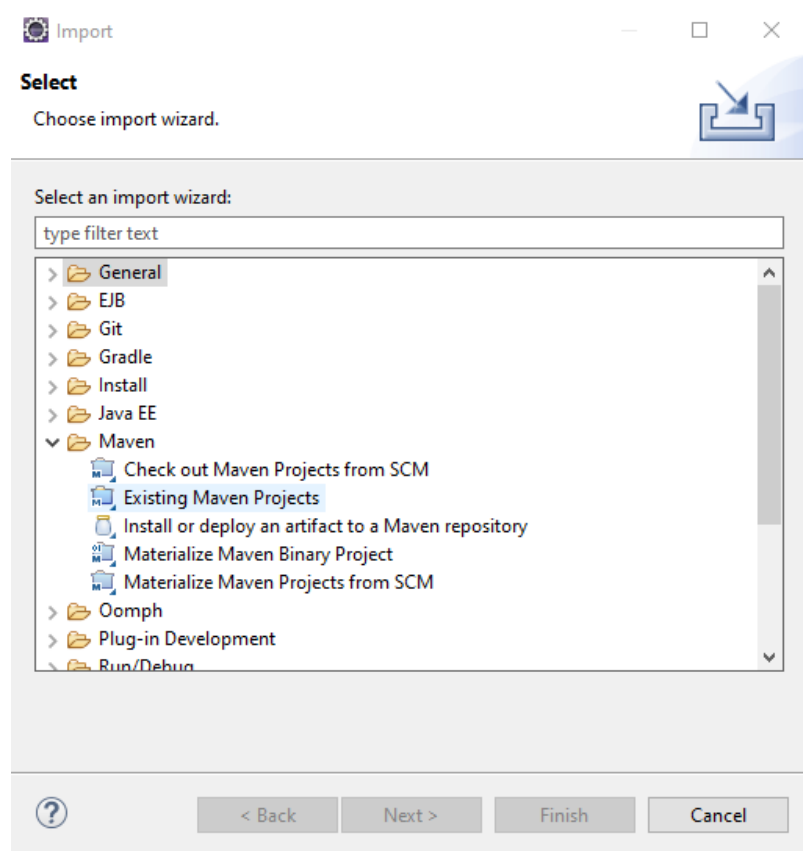 Import
Select
Choose import wizard.
Select an import wizard:
type filter text
General
EJB
Git
Gradle
Install
Java EE
Maven
Check out Maven Projects from SCM
Existing Maven Projects
Install or deploy an artifact to a Maven repository
Materialize Maven Binary Project
Materialize Maven Projects from SCM
Oomph
Plug-in Development
Run/Debug
? < Back Next > Finish Cancel